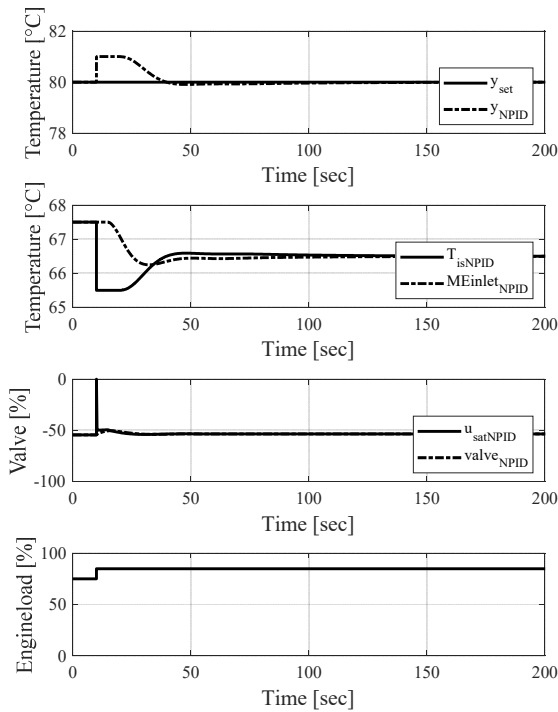 Temperature [°C]
82
80
78
0 50 100 150 200
Time [sec]
y_set
y_NPID
Temperature [°C]
68
67
66
65
0 50 100 150 200
Time [sec]
T_isNPID
MEinlet_NPID
Valve [%]
0
-50
-100
0 50 100 150 200
Time [sec]
u_satNPID
valve_NPID
Engineload [%]
100
50
0
0 50 100 150 200
Time [sec]